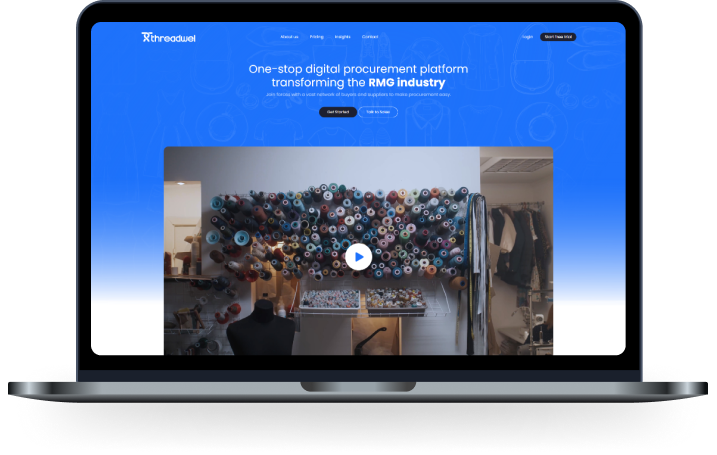 threadwel
About us Pricing Insights Contact
Login Start free trial
One-stop digital procurement platform
transforming the RMG industry
Join forces with a vast network of buyers and suppliers to make procurement easy
Get Started Talk to Sales